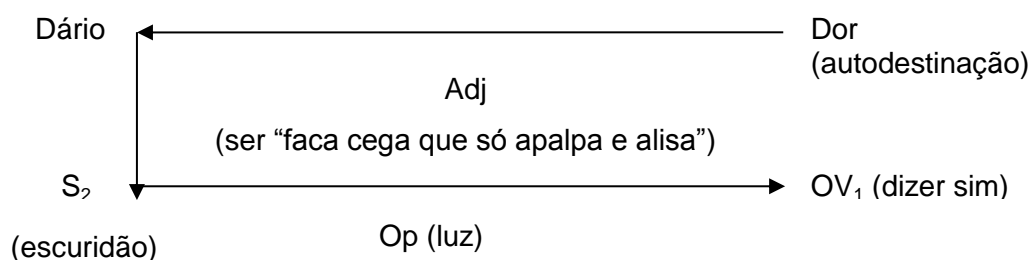 Dário
Dor
(autodestinação)
Adj
(ser “faca cega que só apalpa e alisa”)
S₂
OV₁ (dizer sim)
(escuridão)
Op (luz)